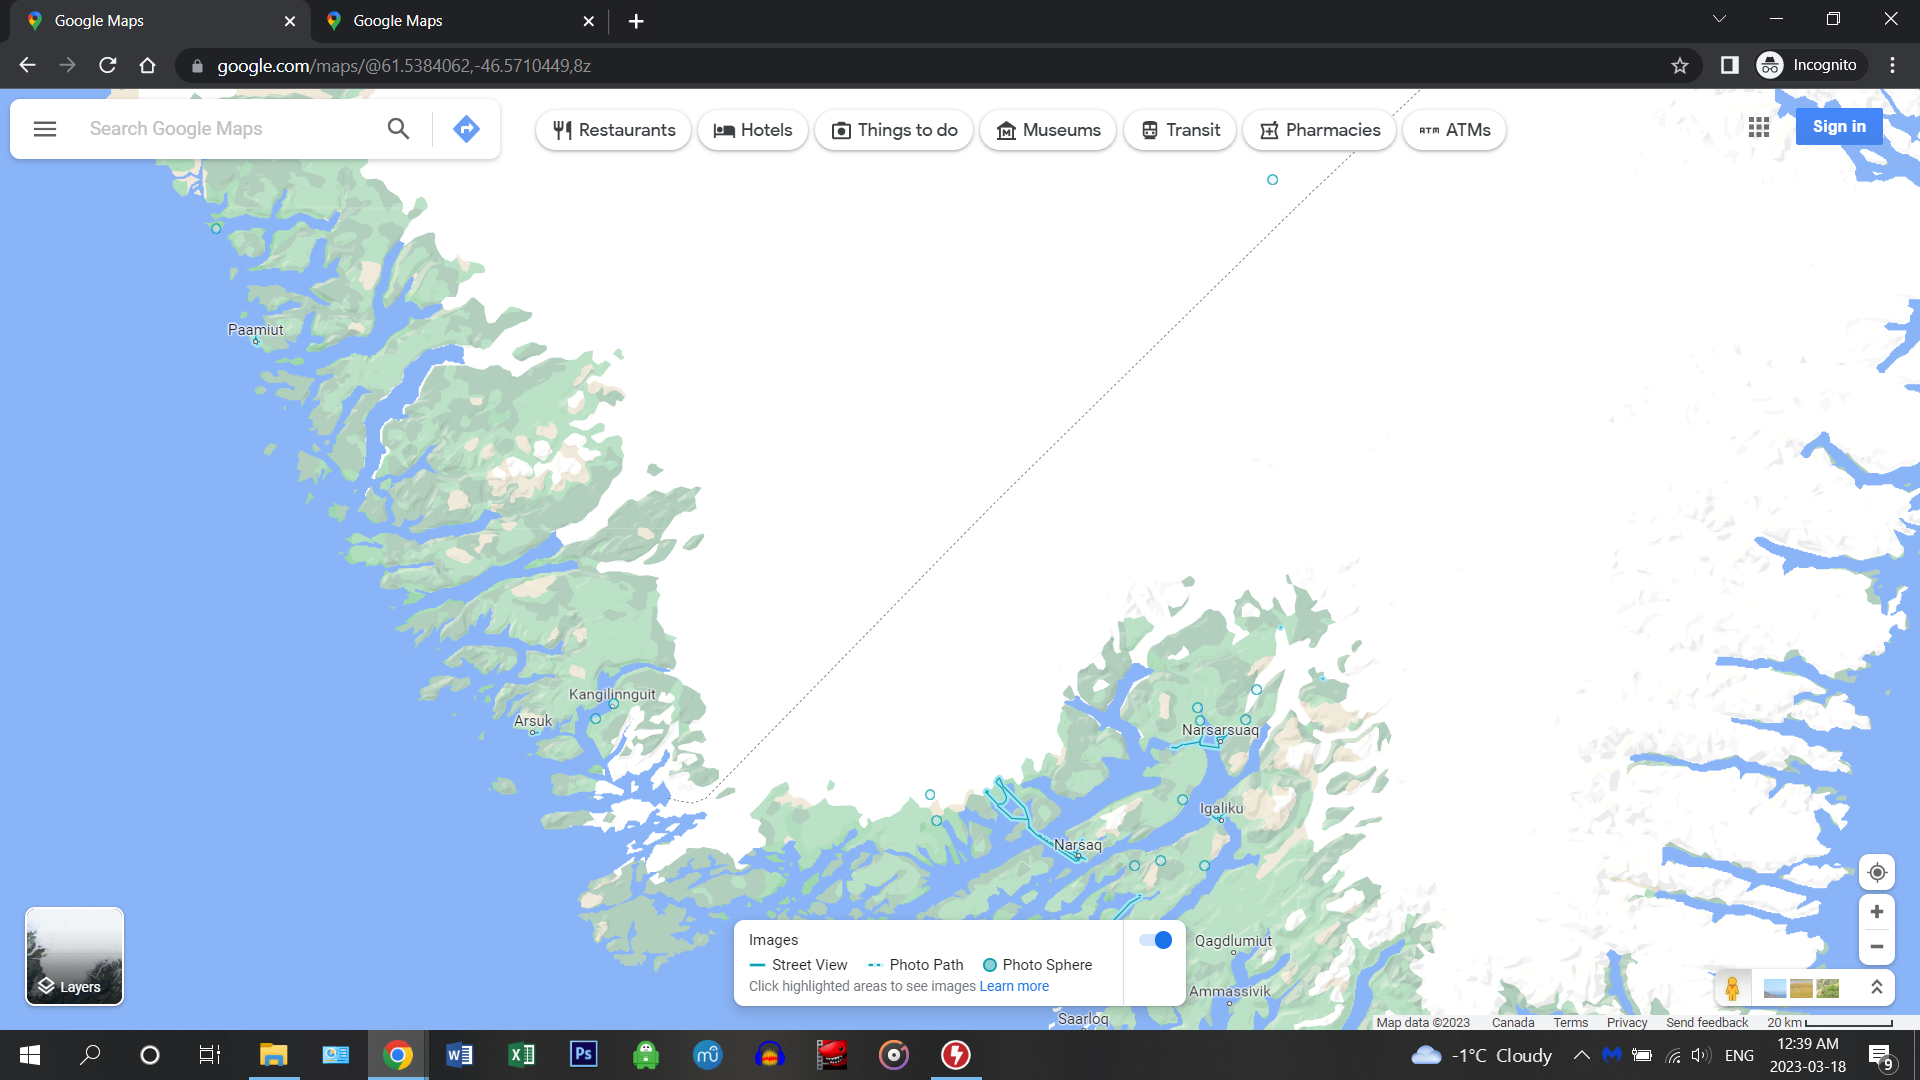 Google Maps
Google Maps
google.com/maps/@61.5384062,-46.5710449,8z
Incognito
Search Google Maps
Restaurants
Hotels
Things to do
Museums
Transit
Pharmacies
ATM ATMs
Sign in
Paamiut
Kangilinnguit
Arsuk
Narsarsuaq
Igaliku
Narsaq
Qagdlumiut
Ammassivik
Saarloq
Layers
Images
Street View
Photo Path
Photo Sphere
Click highlighted areas to see images Learn more
Map data ©2023
Canada
Terms
Privacy
Send feedback
20 km
W
X
Ps
mu
-1°C Cloudy
ENG
12:39 AM
2023-03-18
9